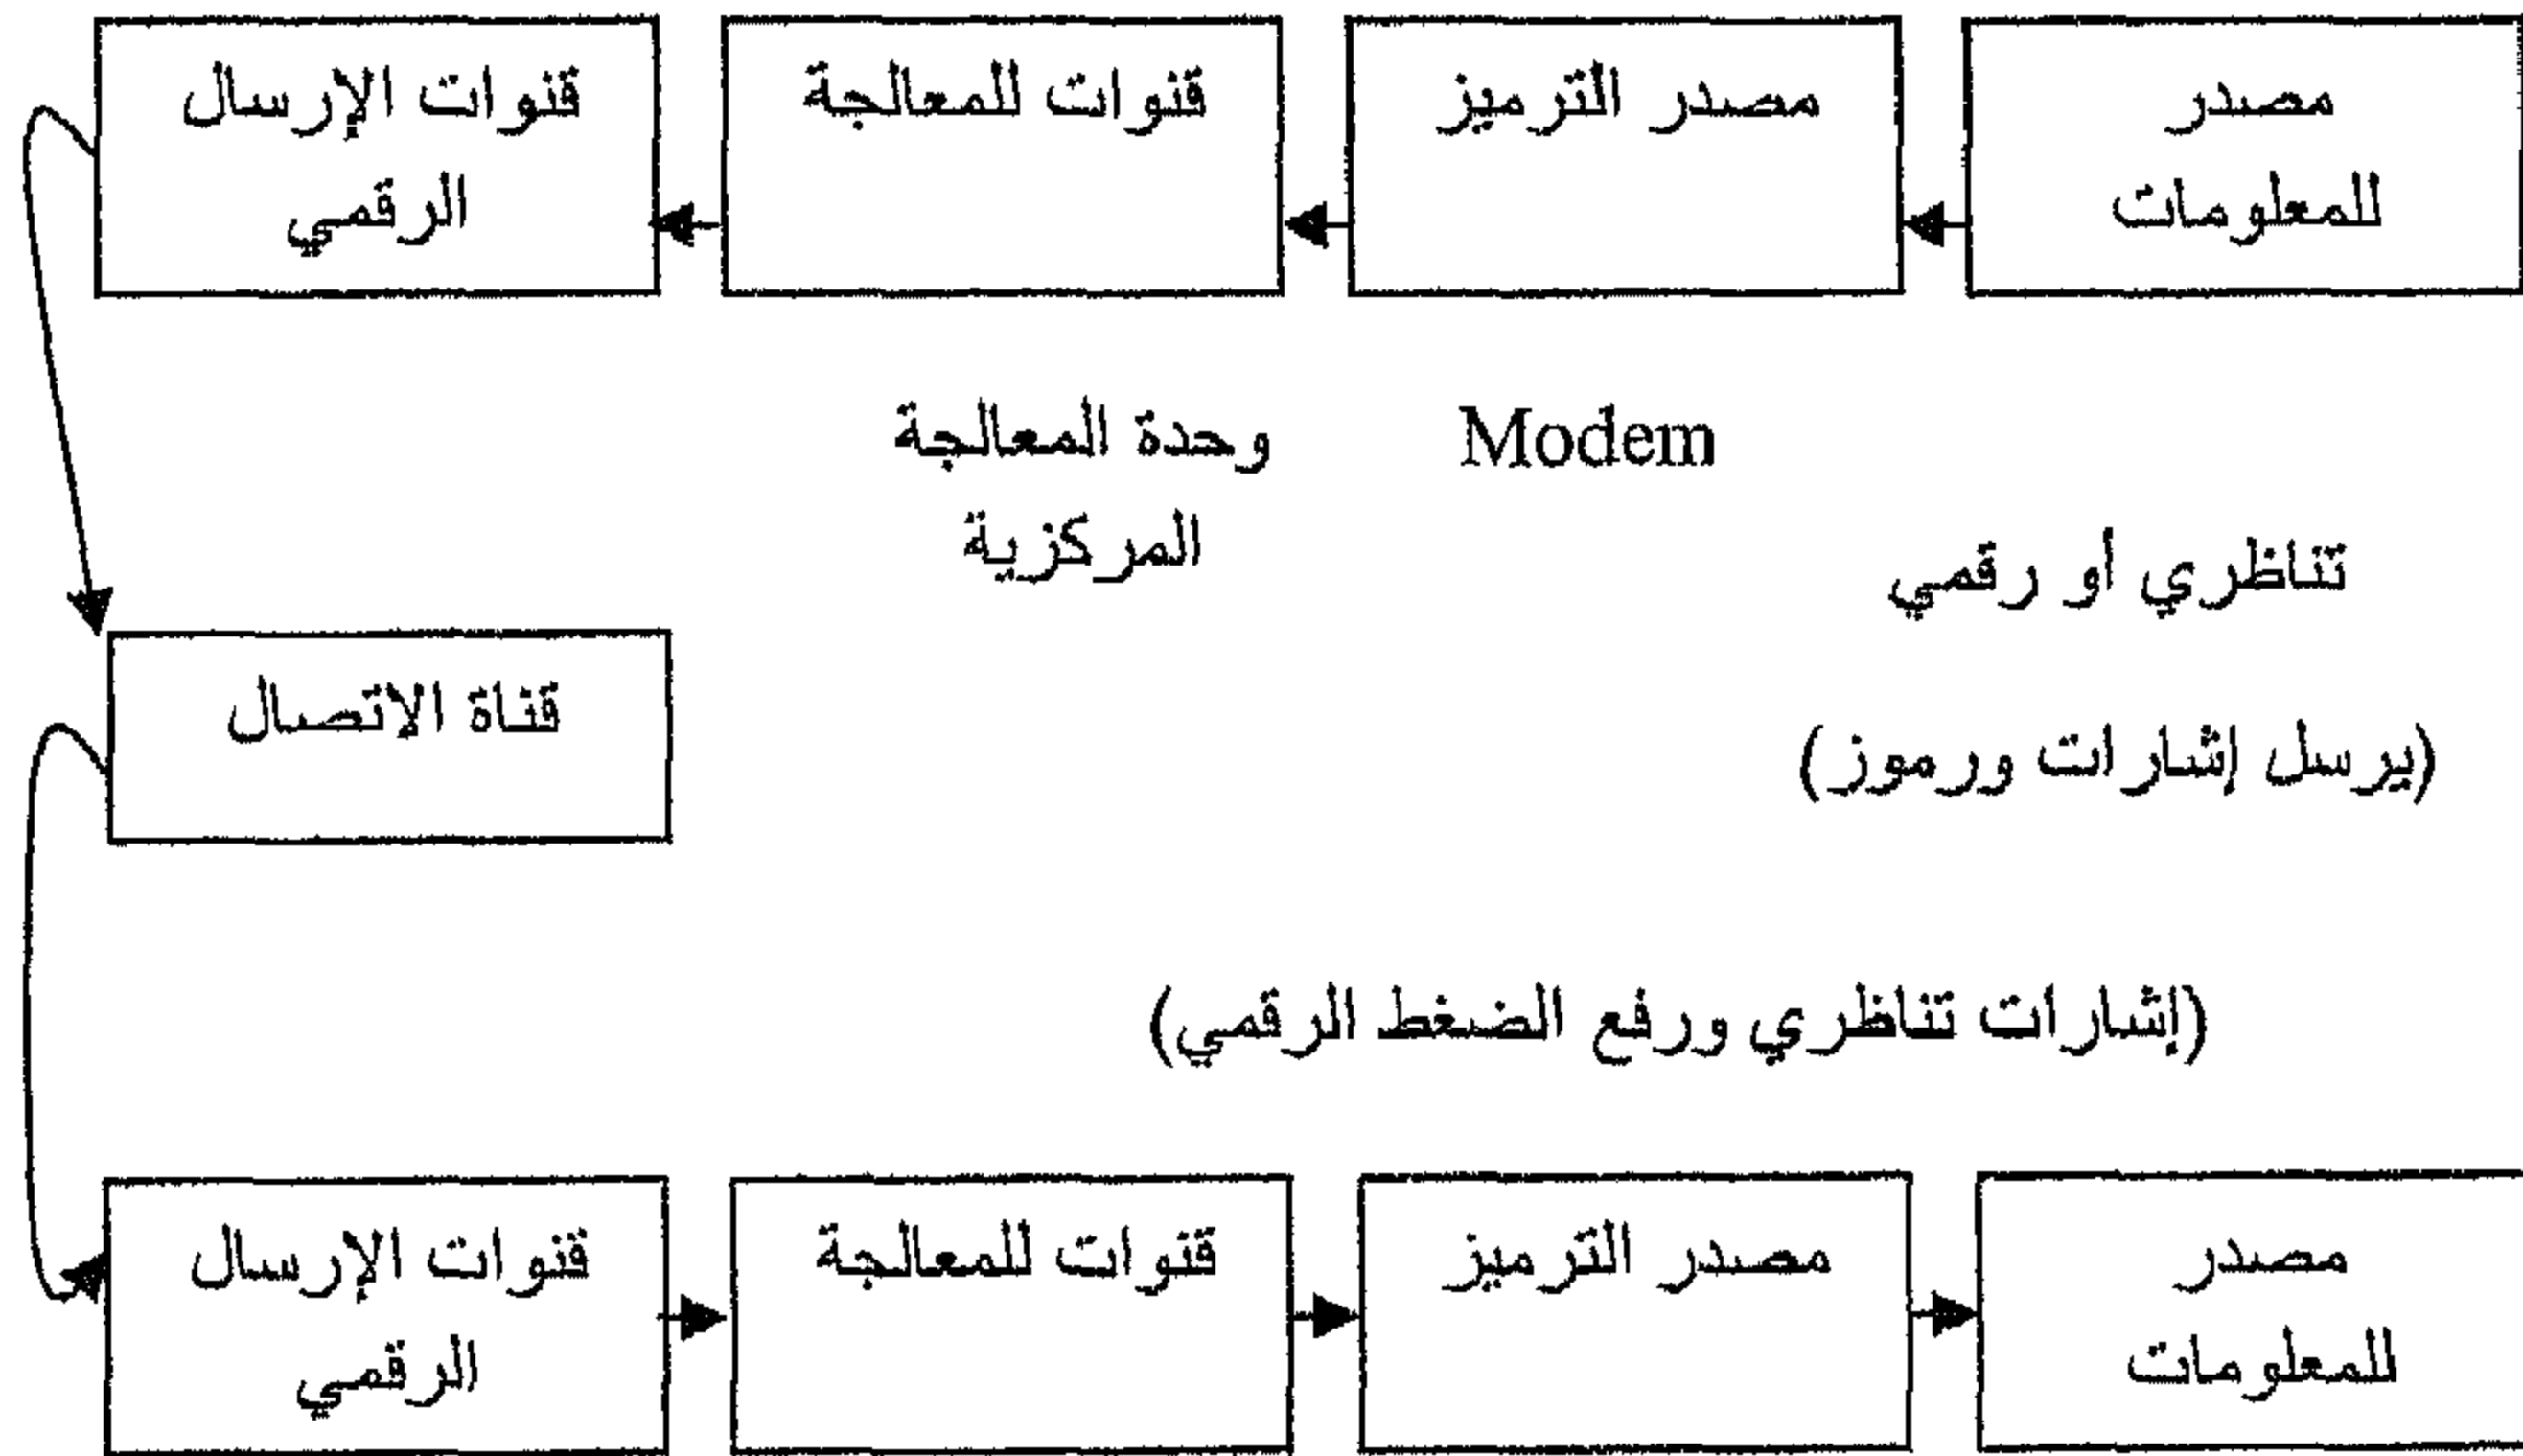 مصدر
للمعلومات
مصدر الترميز
قنوات للمعالجة
قنوات الإرسال
الرقمي
Modem
وحدة المعالجة
المركزية
تناظري أو رقمي
قناة الاتصال
(يرسل إشارات ورموز)
(إشارات تناظري ورفع الضغط الرقمي)
قنوات الإرسال
الرقمي
قنوات للمعالجة
مصدر الترميز
مصدر
للمعلومات